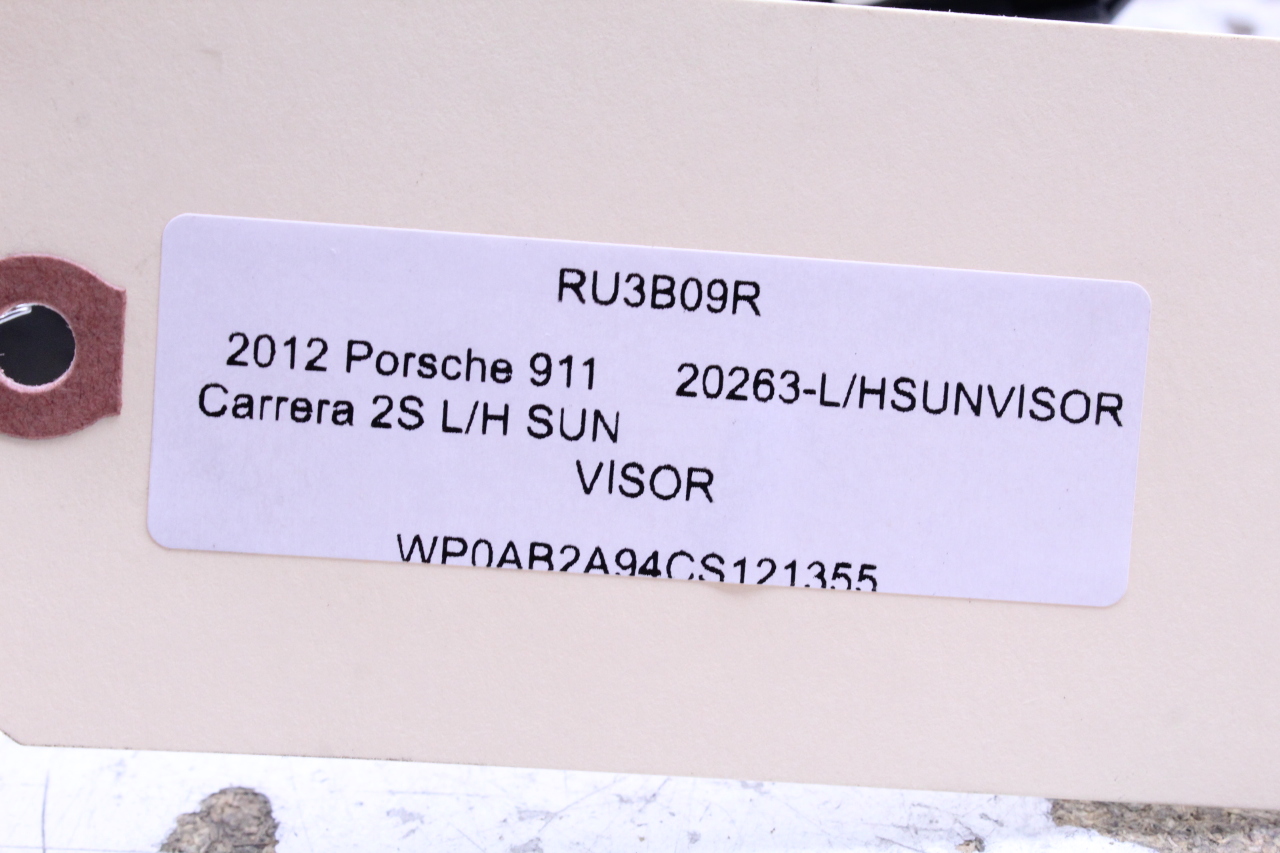 RU3B09R
2012 Porsche 911
Carrera 2S L/H SUN
VISOR
20263-L/HSUNVISOR
WP0AB2A94CS121355